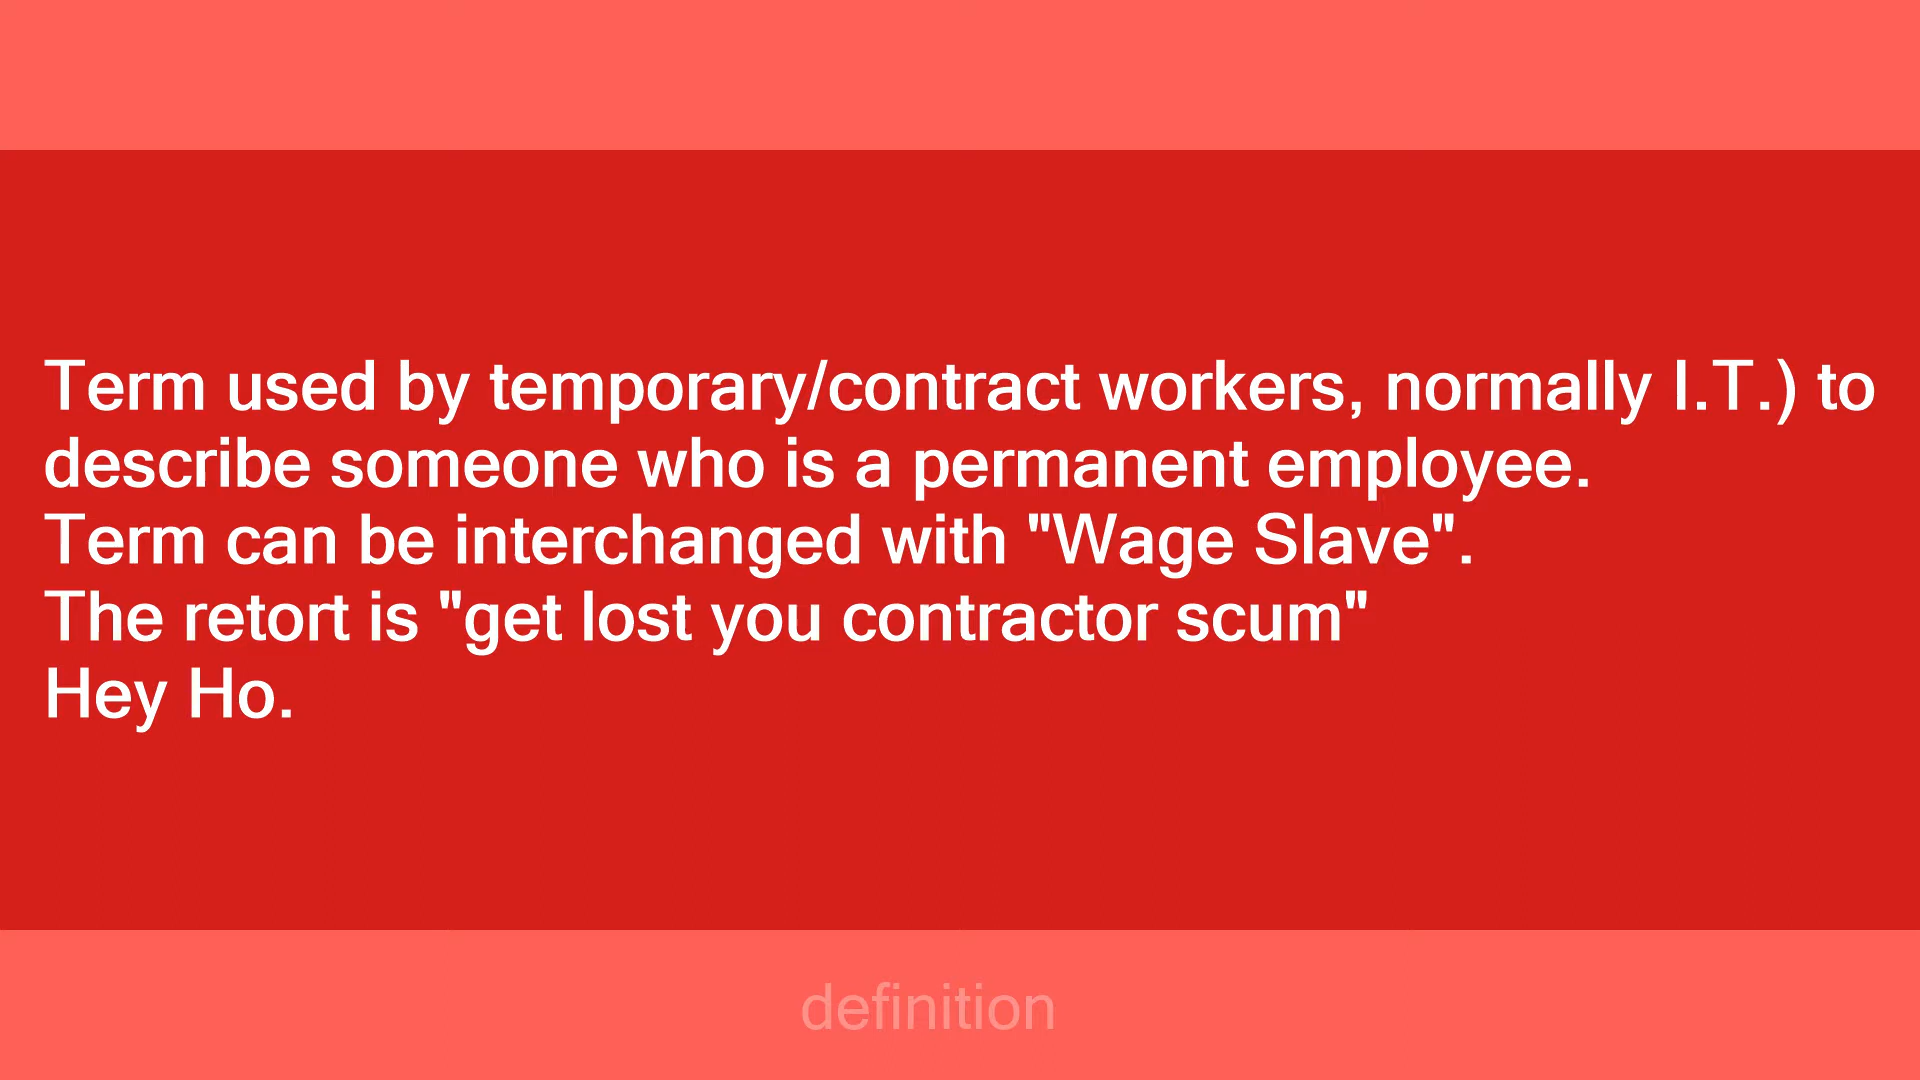 Term used by temporary/contract workers, normally I.T.) to
describe someone who is a permanent employee.
Term can be interchanged with "Wage Slave".
The retort is "get lost you contractor scum"
Hey Ho.
definition